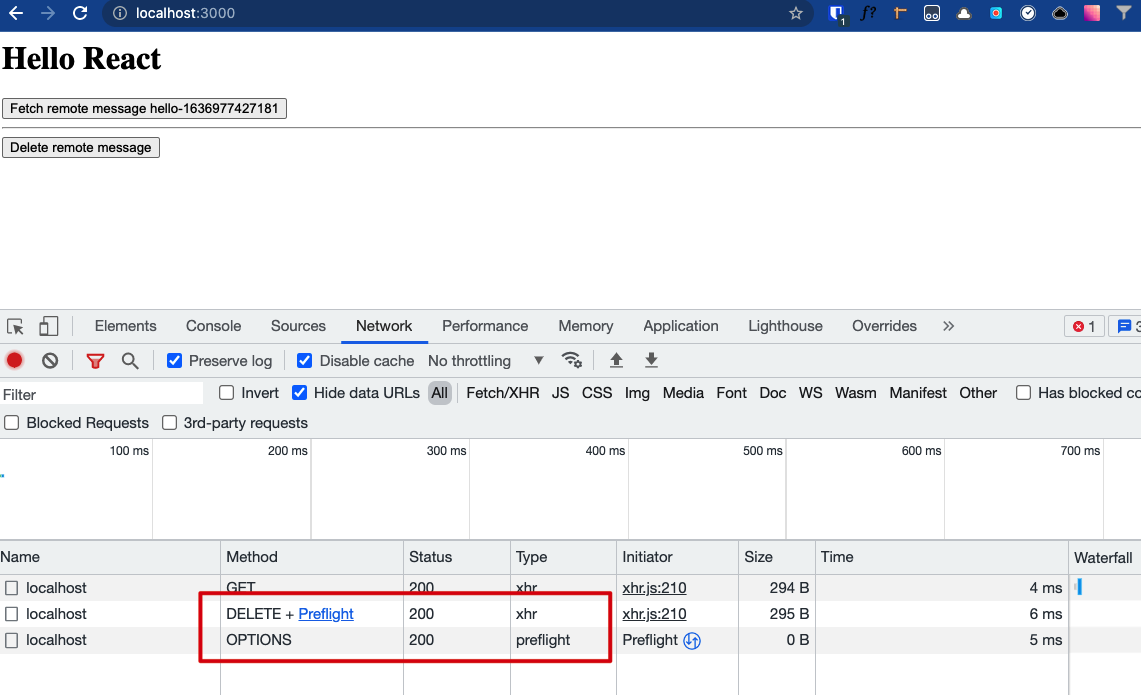 localhost:3000
1
f?
Hello React
Fetch remote message hello-1636977427181
Delete remote message
Elements Console Sources Network Performance Memory Application Lighthouse Overrides » 1 3
Preserve log Disable cache No throttling
Filter Invert Hide data URLs All Fetch/XHR JS CSS Img Media Font Doc WS Wasm Manifest Other Has blocked co
Blocked Requests 3rd-party requests
100 ms 200 ms 300 ms 400 ms 500 ms 600 ms 700 ms
Name Method Status Type Initiator Size Time Waterfall
localhost GET 200 xhr xhr.js:210 294 B 4 ms
localhost DELETE + Preflight 200 xhr xhr.js:210 295 B 6 ms
localhost OPTIONS 200 preflight Preflight 0 B 5 ms